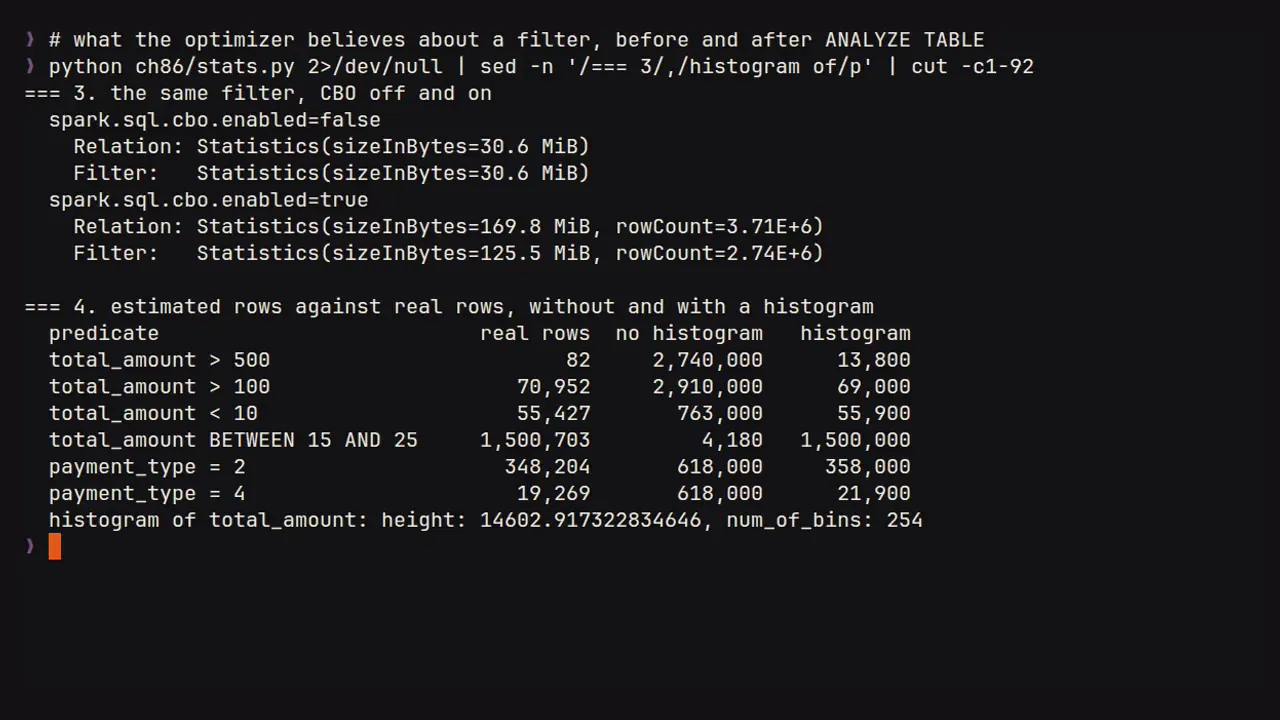 ❯ # what the optimizer believes about a filter, before and after ANALYZE TABLE
❯ python ch86/stats.py 2>/dev/null | sed -n '/=== 3/,/histogram of/p' | cut -c1-92
=== 3. the same filter, CBO off and on
  spark.sql.cbo.enabled=false
    Relation: Statistics(sizeInBytes=30.6 MiB)
    Filter:   Statistics(sizeInBytes=30.6 MiB)
  spark.sql.cbo.enabled=true
    Relation: Statistics(sizeInBytes=169.8 MiB, rowCount=3.71E+6)
    Filter:   Statistics(sizeInBytes=125.5 MiB, rowCount=2.74E+6)

=== 4. estimated rows against real rows, without and with a histogram
  predicate                          real rows  no histogram   histogram
  total_amount > 500                        82     2,740,000      13,800
  total_amount > 100                    70,952     2,910,000      69,000
  total_amount < 10                     55,427       763,000      55,900
  total_amount BETWEEN 15 AND 25     1,500,703         4,180   1,500,000
  payment_type = 2                     348,204       618,000     358,000
  payment_type = 4                      19,269       618,000      21,900
  histogram of total_amount: height: 14602.917322834646, num_of_bins: 254
❯